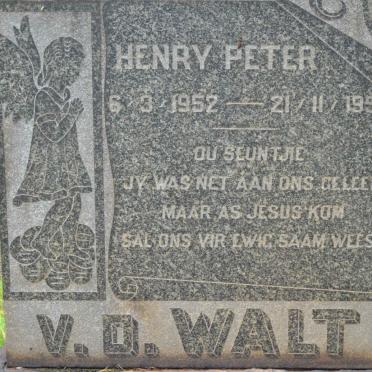 HENRY PETER
6/3/1952 — 21/11/195
OU SEUNTJIE
JY WAS NET AAN ONS GELEE
MAAR AS JESUS KOM
SAL ONS VIR EWIG SAAM WEES
V.D. WALT